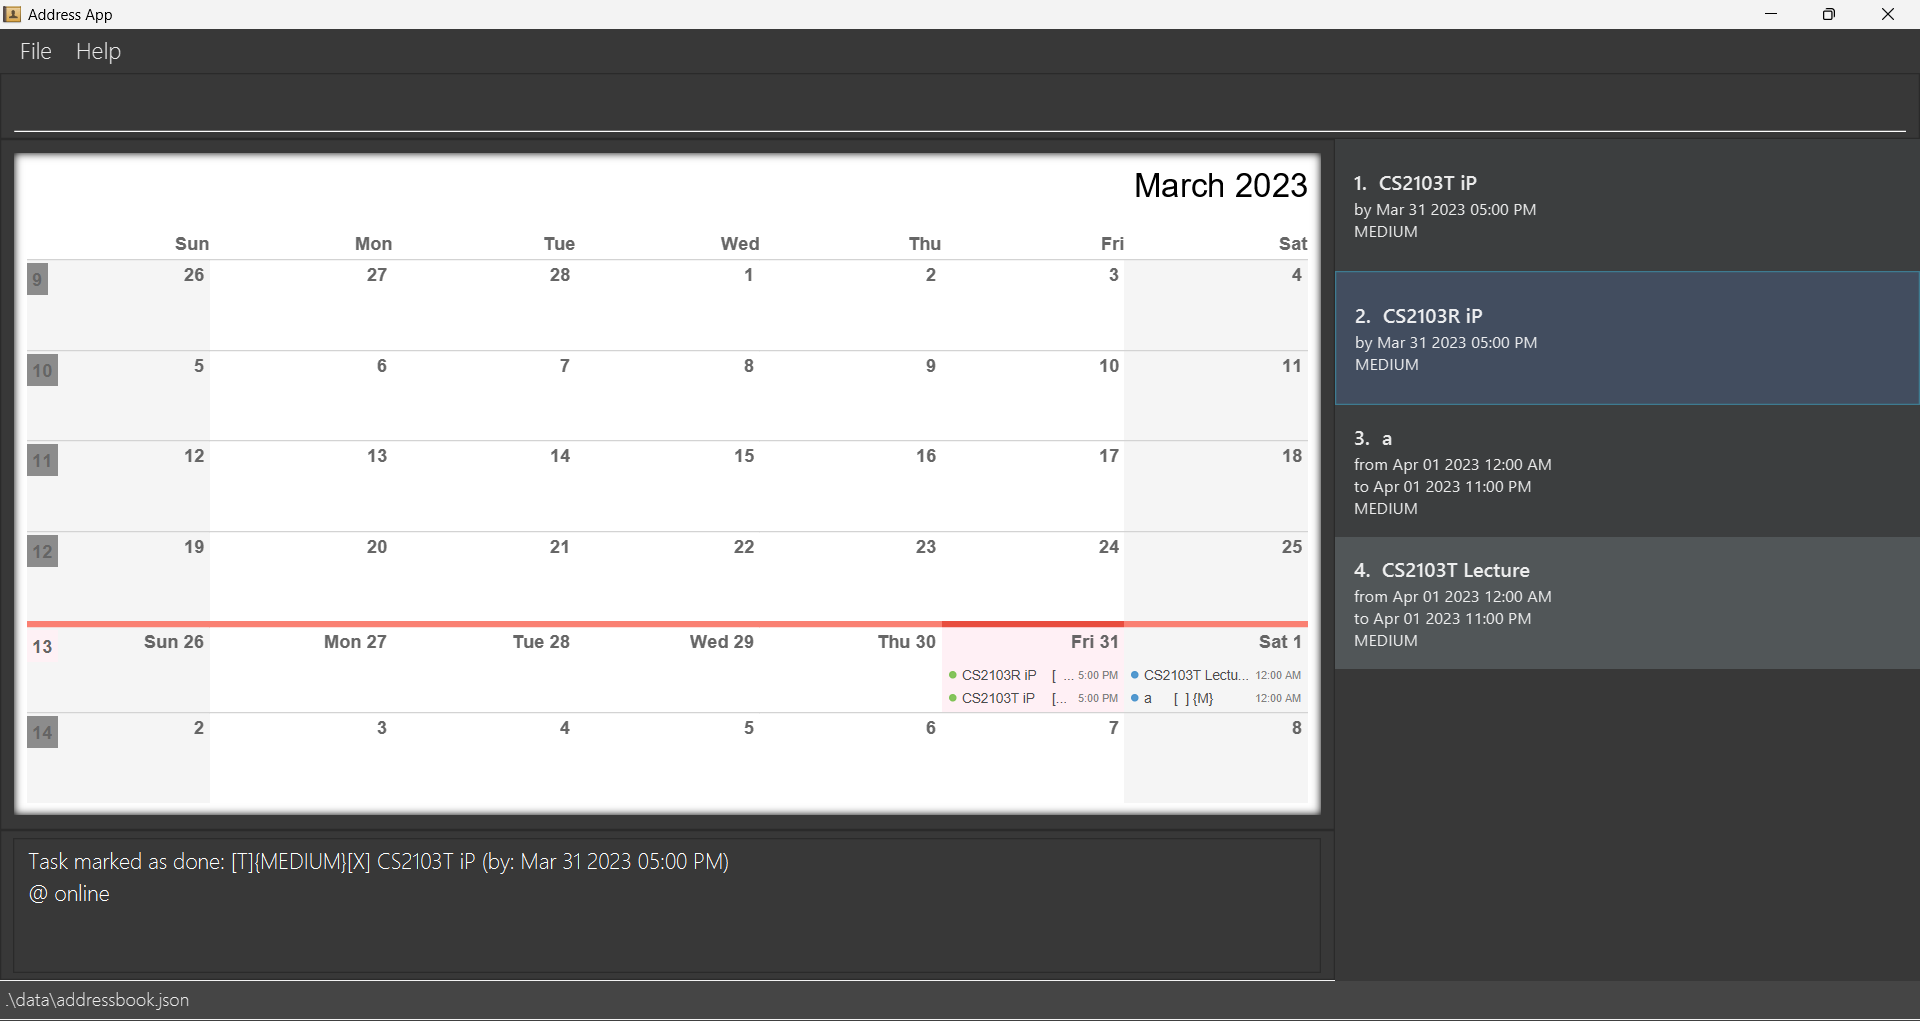 Address App
File Help
March 2023
Sun Mon Tue Wed Thu Fri Sat
9 26 27 28 1 2 3 4
10 5 6 7 8 9 10 11
11 12 13 14 15 16 17 18
12 19 20 21 22 23 24 25
13 Sun 26 Mon 27 Tue 28 Wed 29 Thu 30 Fri 31 Sat 1
CS2103R iP [ ... 5:00 PM CS2103T Lectu... 12:00 AM
CS2103T iP [... 5:00 PM a [ ] {M} 12:00 AM
14 2 3 4 5 6 7 8
1. CS2103T iP
by Mar 31 2023 05:00 PM
MEDIUM
2. CS2103R iP
by Mar 31 2023 05:00 PM
MEDIUM
3. a
from Apr 01 2023 12:00 AM
to Apr 01 2023 11:00 PM
MEDIUM
4. CS2103T Lecture
from Apr 01 2023 12:00 AM
to Apr 01 2023 11:00 PM
MEDIUM
Task marked as done: [T]{MEDIUM}[X] CS2103T iP (by: Mar 31 2023 05:00 PM)
@ online
.\data\addressbook.json